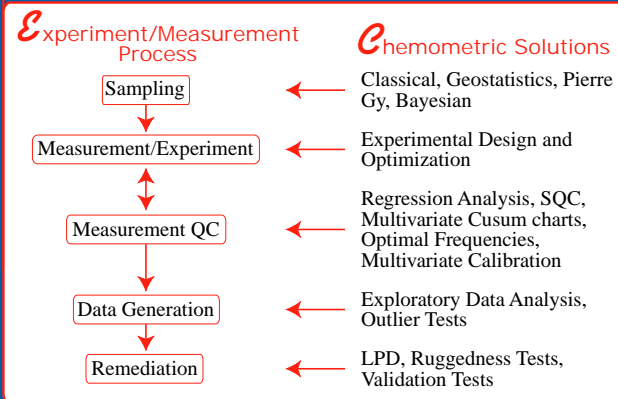 Experiment/Measurement
Process
Chemometric Solutions
Sampling
Classical, Geostatistics, Pierre
Gy, Bayesian
Measurement/Experiment
Experimental Design and
Optimization
Measurement QC
Regression Analysis, SQC,
Multivariate Cusum charts,
Optimal Frequencies,
Multivariate Calibration
Data Generation
Exploratory Data Analysis,
Outlier Tests
Remediation
LPD, Ruggedness Tests,
Validation Tests